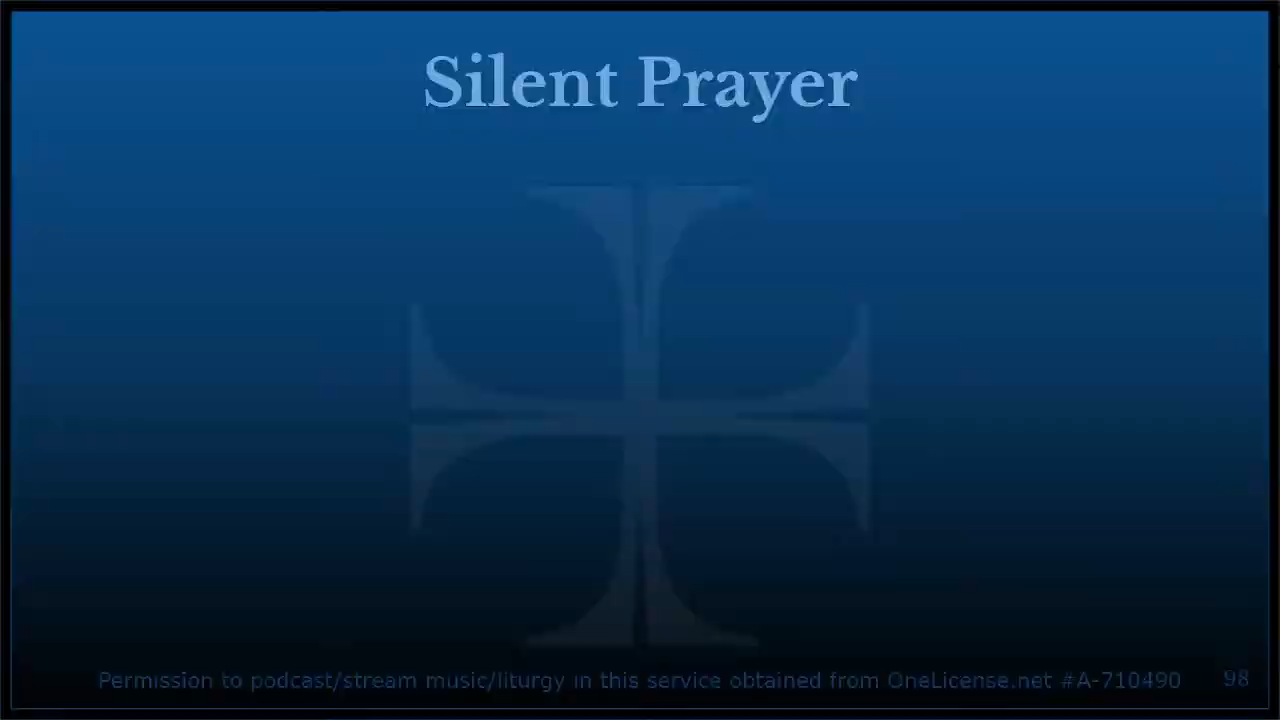 Silent Prayer
Permission to podcast/stream music/liturgy in this service obtained from OneLicense.net #A-710490
98